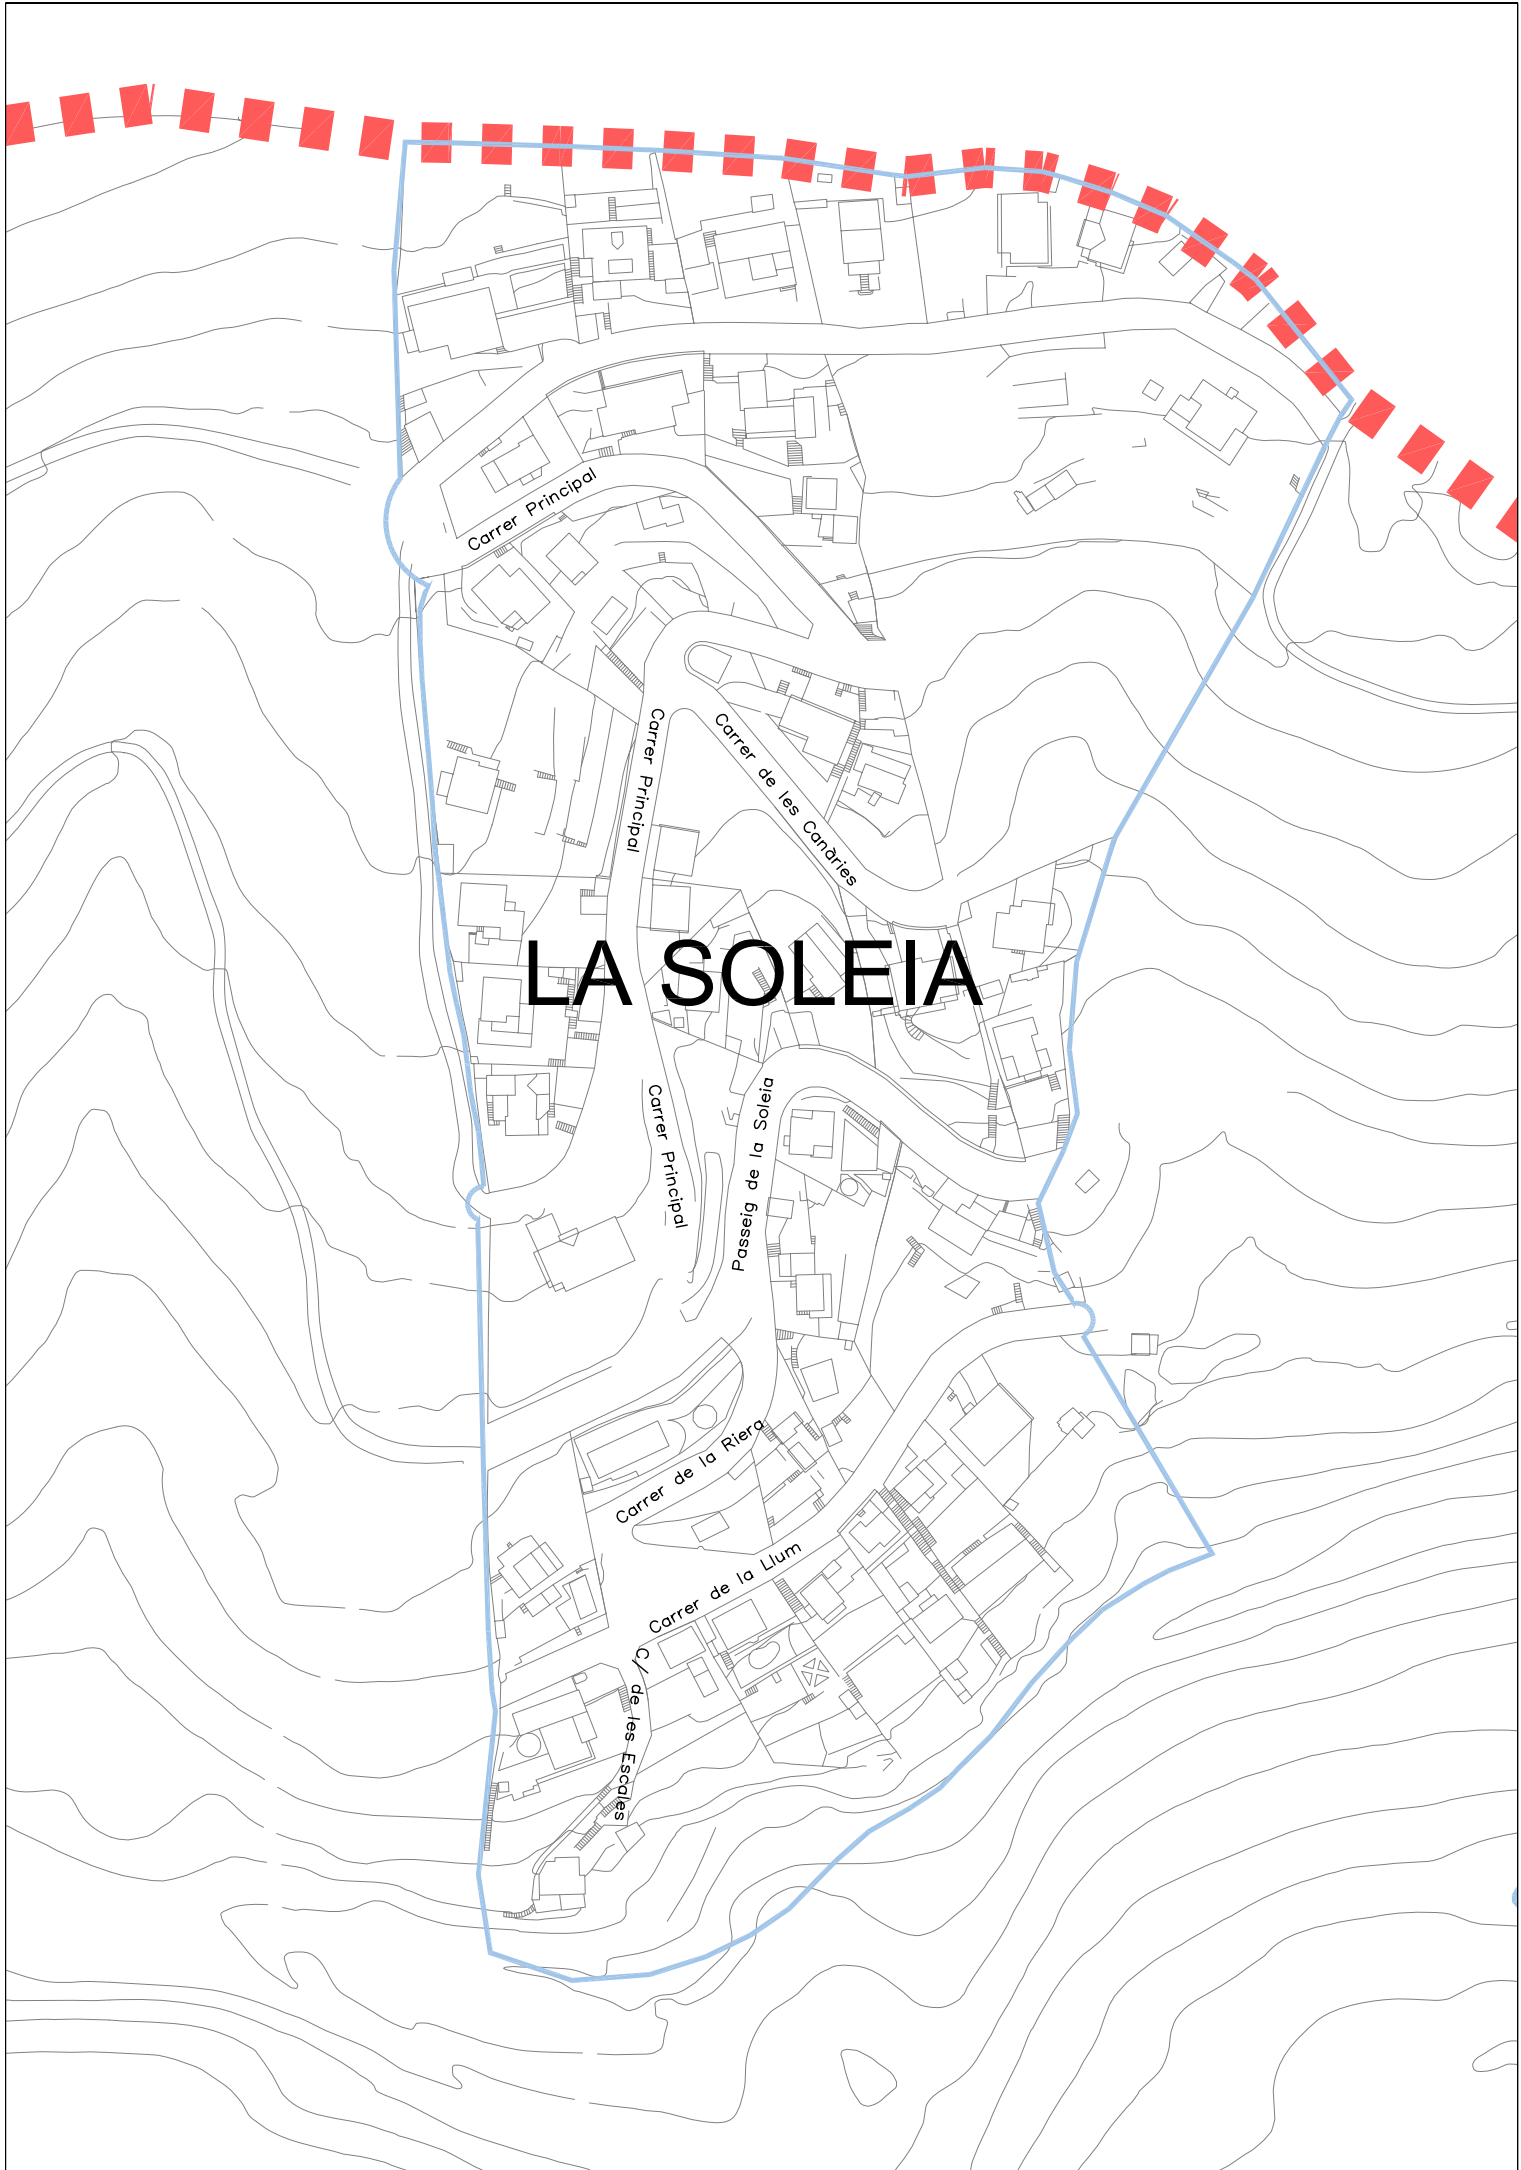 Carrer Principal
Carrer Principal
Carrer de les Canàries
LA SOLEIA
Carrer Principal
Passeig de la Soleia
Carrer de la Riera
Carrer de la Llum
C/ de les Escales